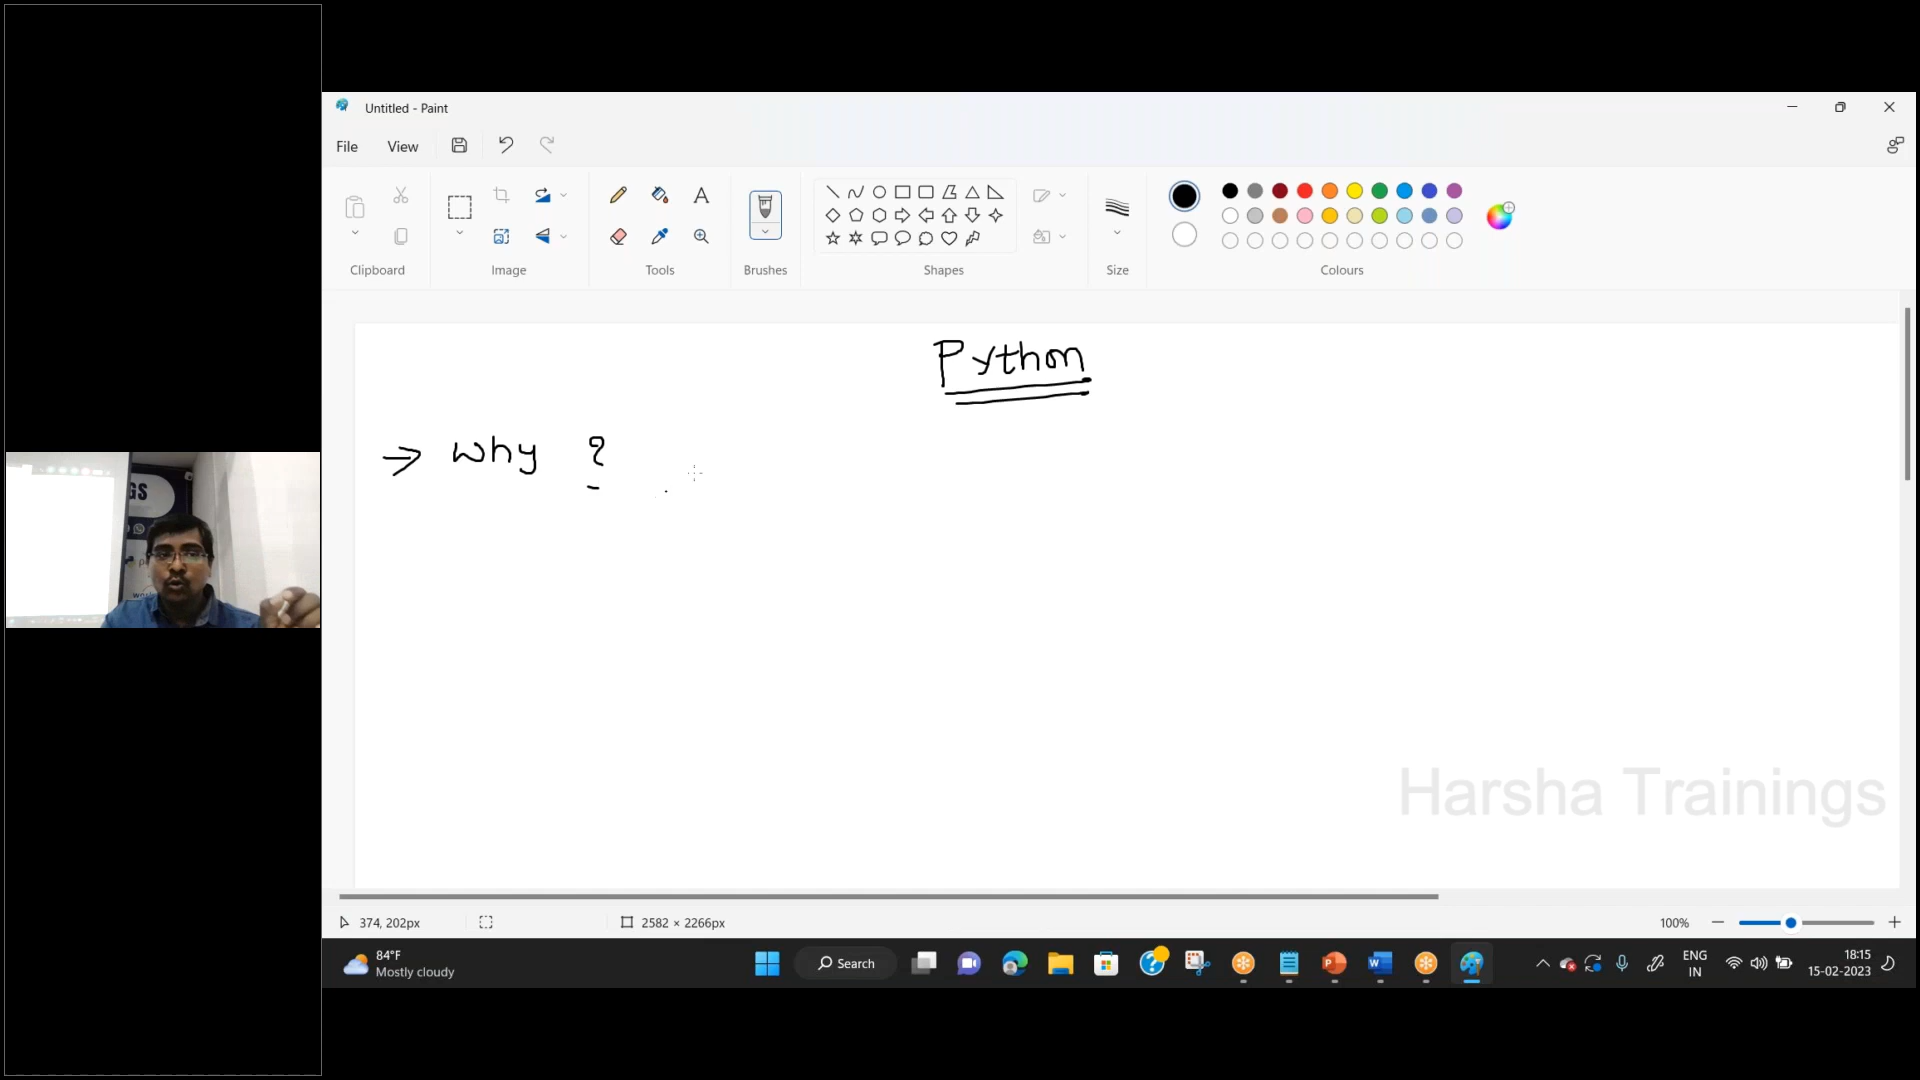 Untitled - Paint
File View
Clipboard Image Tools Brushes Shapes Size Colours
Python
→ Why ?
GS
Harsha Trainings
374, 202px 2582 × 2266px 100%
84°F
Mostly cloudy
Search
ENG
IN
18:15
15-02-2023